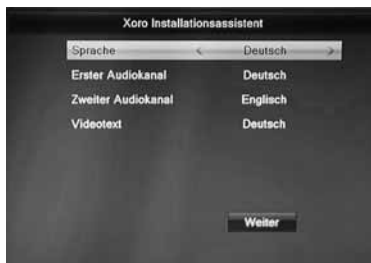 Xoro Installationsassistent
Sprache < Deutsch >
Erster Audiokanal Deutsch
Zweiter Audiokanal Englisch
Videotext Deutsch
Weiter